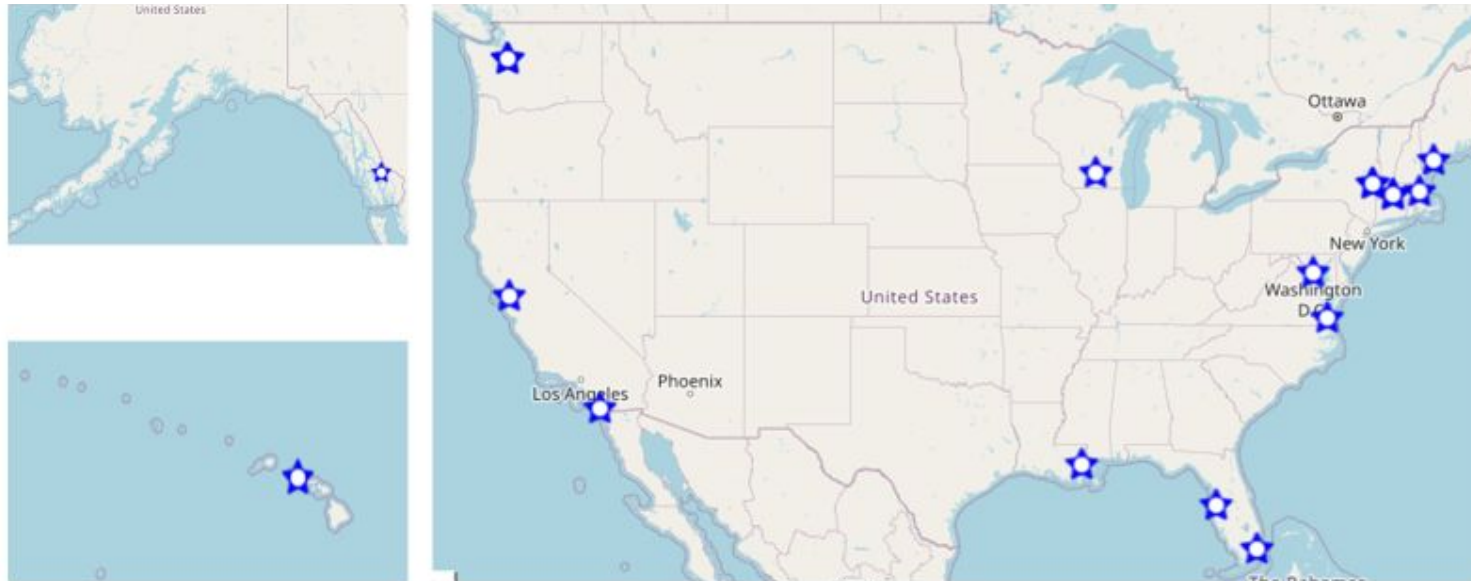 United States
Ottawa
New York
Washington
United States
Phoenix
Los Angeles
The Bahamas